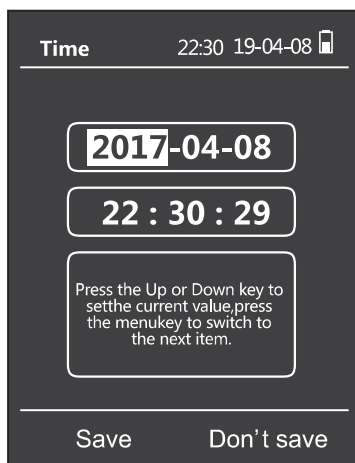 Time 22:30 19-04-08
2017-04-08
22 : 30 : 29
Press the Up or Down key to
setthe current value,press
the menukey to switch to
the next item.
Save Don't save